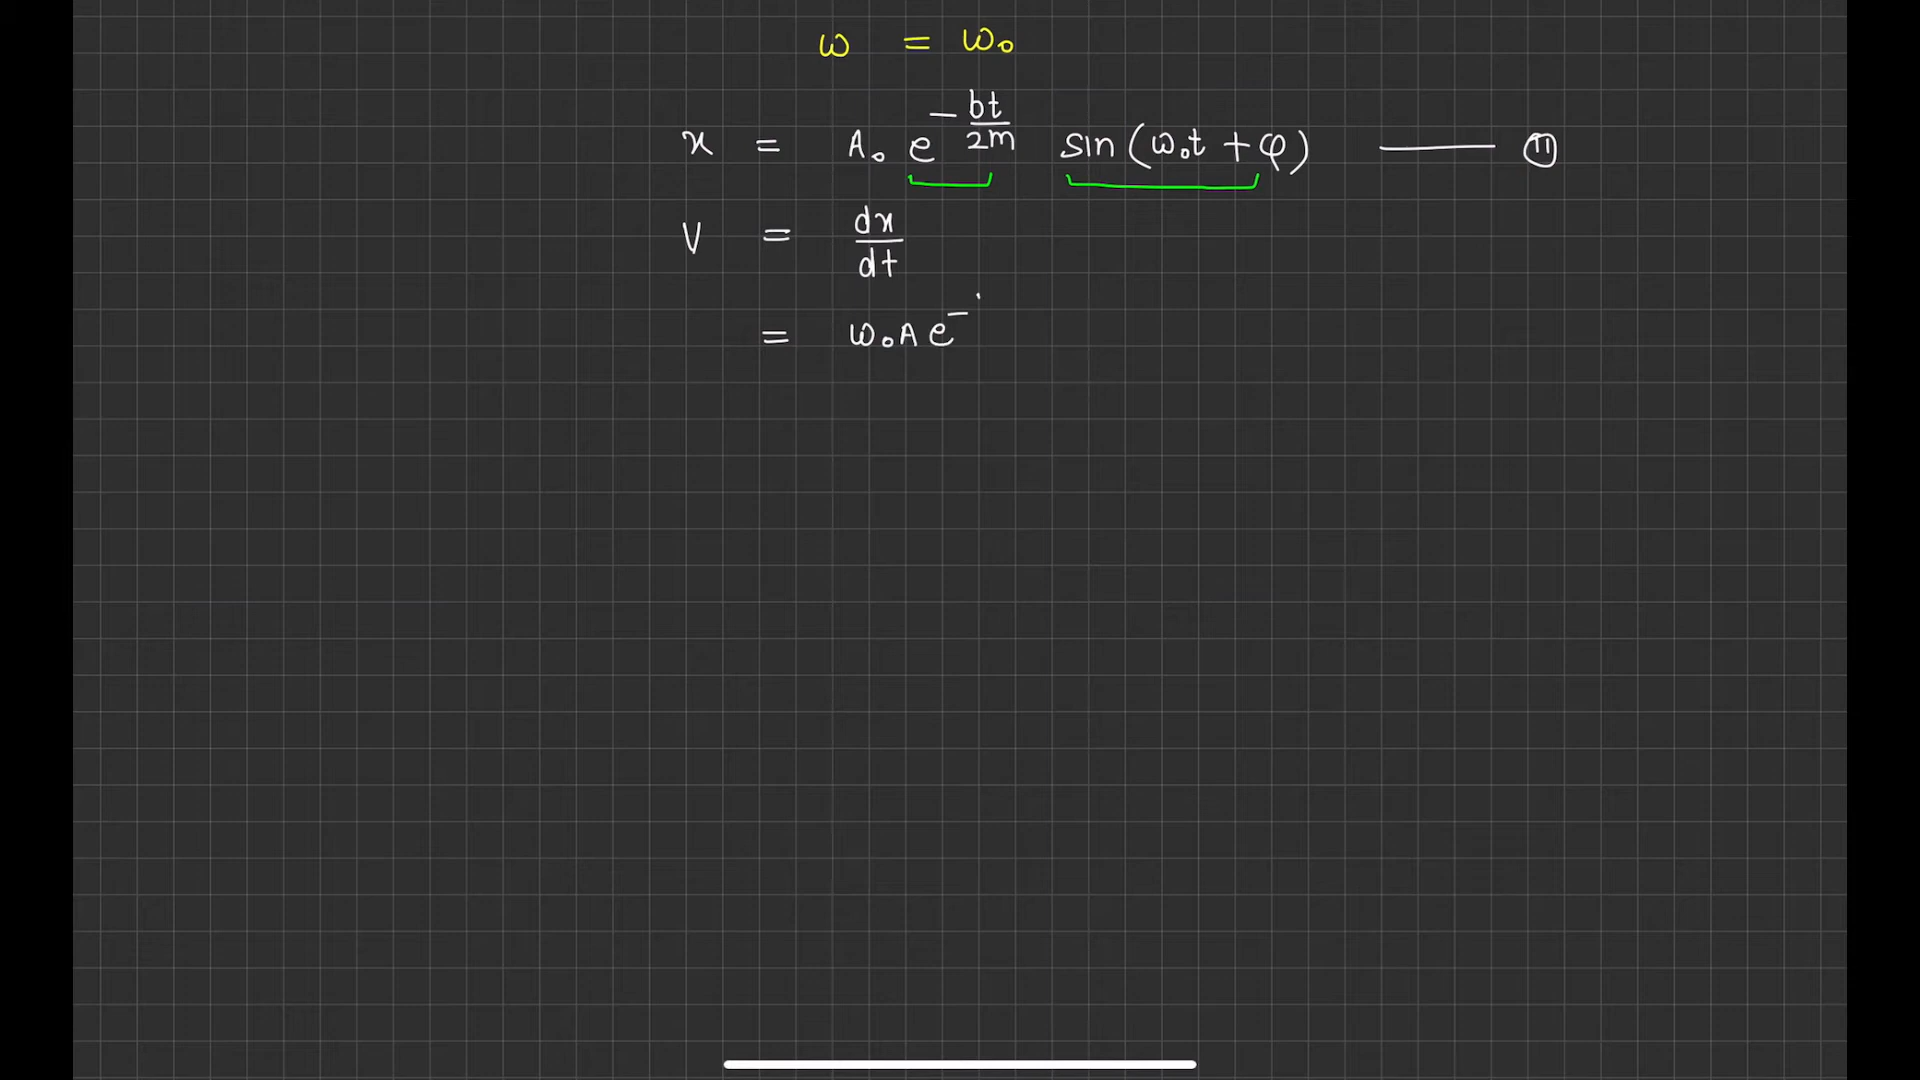 ω = ω₀
x = A₀ e^(-bt/2m) sin(ω₀t + φ) —— ⑪
V = dx/dt
= ω₀A e^-